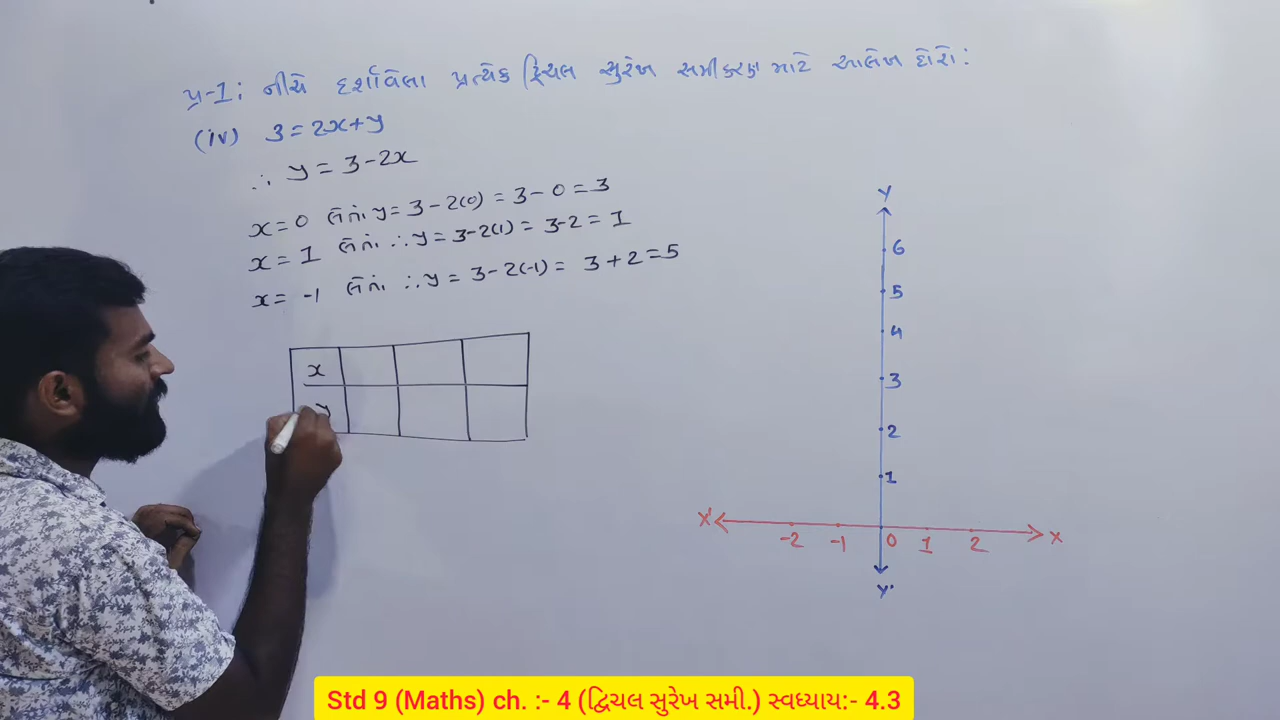 પ્ર-1: નીચે દર્શાવેલા પ્રત્યેક દ્વિચલ સુરેખ સમીકરણ માટે આલેખ દોરો:
(iv) 3=2x+y
∴ y = 3-2x
x=0 લેતાં y= 3-2(0) = 3-0=3
x=1 લેતાં ∴y= 3-2(1) = 3-2=1
x= -1 લેતાં ∴y = 3-2(-1) = 3+2=5
x
y
Y
6
5
4
3
2
1
X' -2 -1 0 1 2 X
Y'
Std 9 (Maths) ch. :- 4 (દ્વિચલ સુરેખ સમી.) સ્વધ્યાય:- 4.3